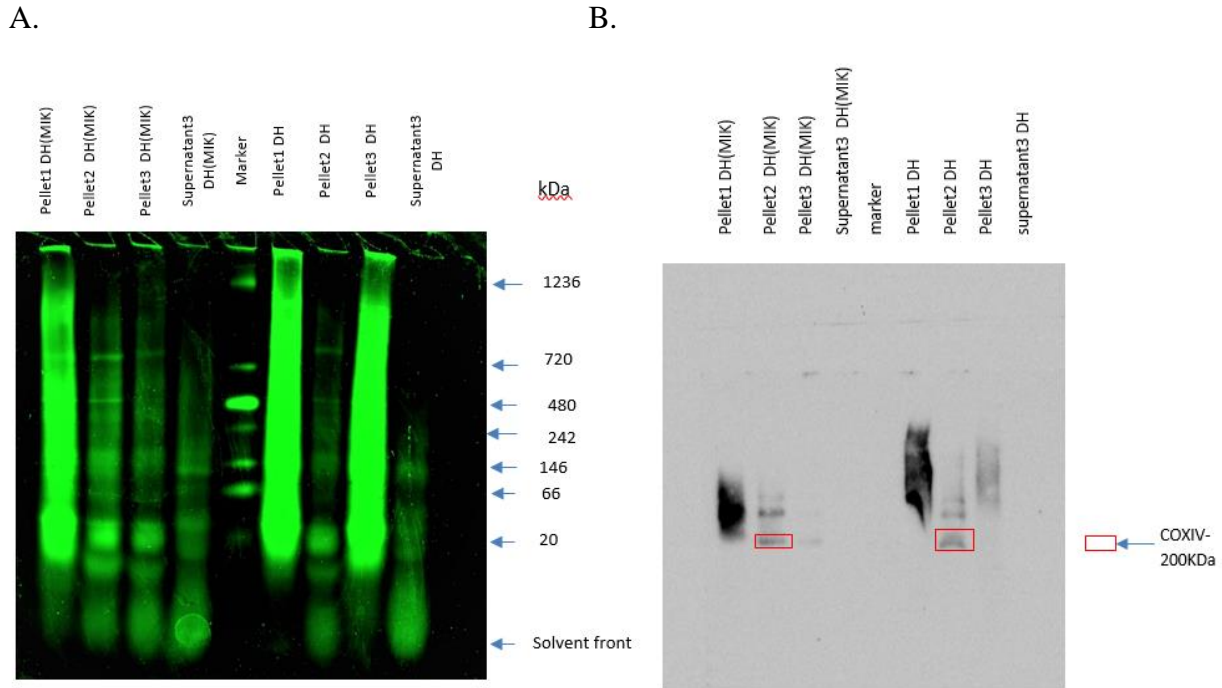 A.
B.
Pellet1 DH(MIK)
Pellet2 DH(MIK)
Pellet3 DH(MIK)
Supernatant3
DH(MIK)
Marker
Pellet1 DH
Pellet2 DH
Pellet3 DH
Supernatant3
DH
kDa
1236
720
480
242
146
66
20
Solvent front
Pellet1 DH(MIK)
Pellet2 DH(MIK)
Pellet3 DH(MIK)
Supernatant3 DH(MIK)
marker
Pellet1 DH
Pellet2 DH
Pellet3 DH
supernatant3 DH
COXIV-
200KDa